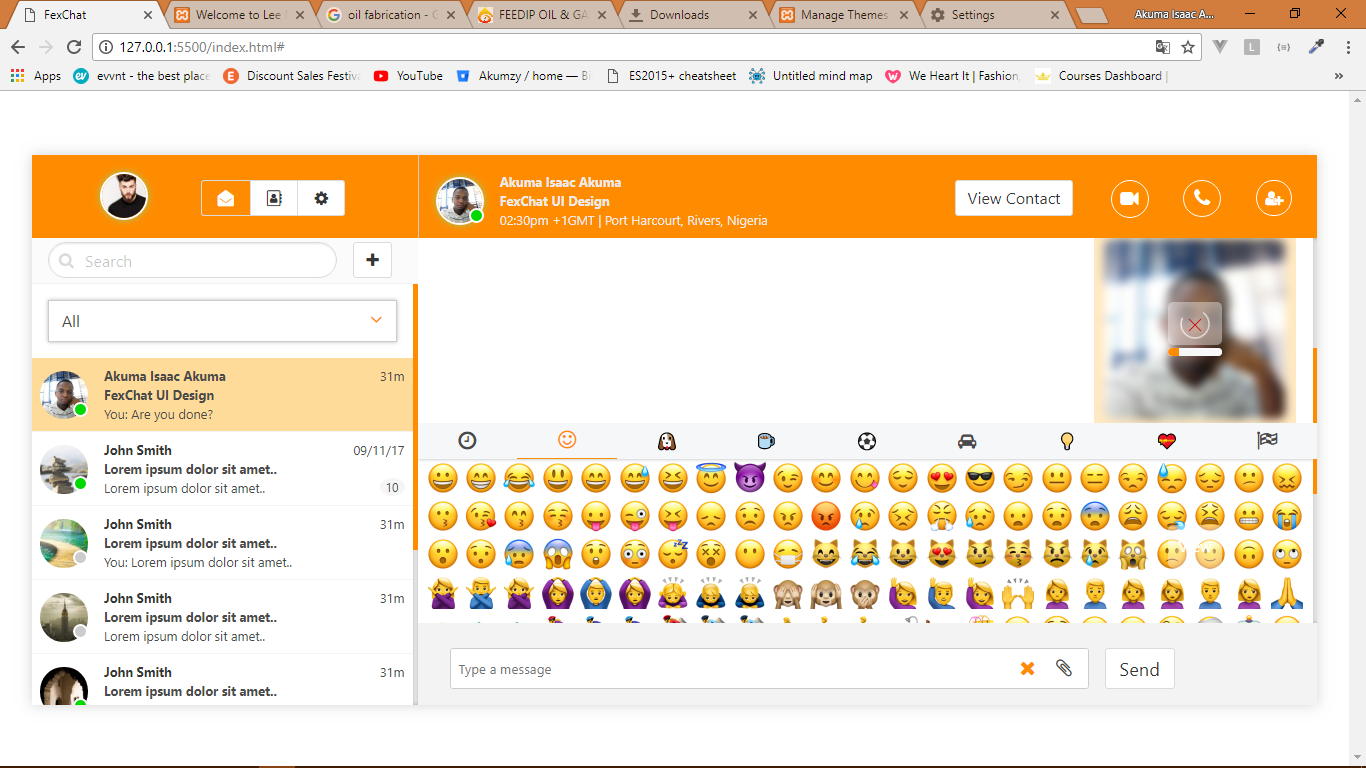 FexChat
Welcome to Lee
oil fabrication - G
FEEDIP OIL & GA
Downloads
Manage Themes
Settings
Akuma Isaac A...
127.0.0.1:5500/index.html#
Apps
evvnt - the best place
Discount Sales Festiv
YouTube
Akumzy / home — Bi
ES2015+ cheatsheet
Untitled mind map
We Heart It | Fashion,
Courses Dashboard |
»
Akuma Isaac Akuma
FexChat UI Design
02:30pm +1GMT | Port Harcourt, Rivers, Nigeria
View Contact
Search
All
Akuma Isaac Akuma 31m
FexChat UI Design
You: Are you done?
John Smith 09/11/17
Lorem ipsum dolor sit amet..
Lorem ipsum dolor sit amet.. 10
John Smith 31m
Lorem ipsum dolor sit amet..
You: Lorem ipsum dolor sit amet..
John Smith 31m
Lorem ipsum dolor sit amet..
Lorem ipsum dolor sit amet..
John Smith 31m
Lorem ipsum dolor sit amet..
Type a message
Send